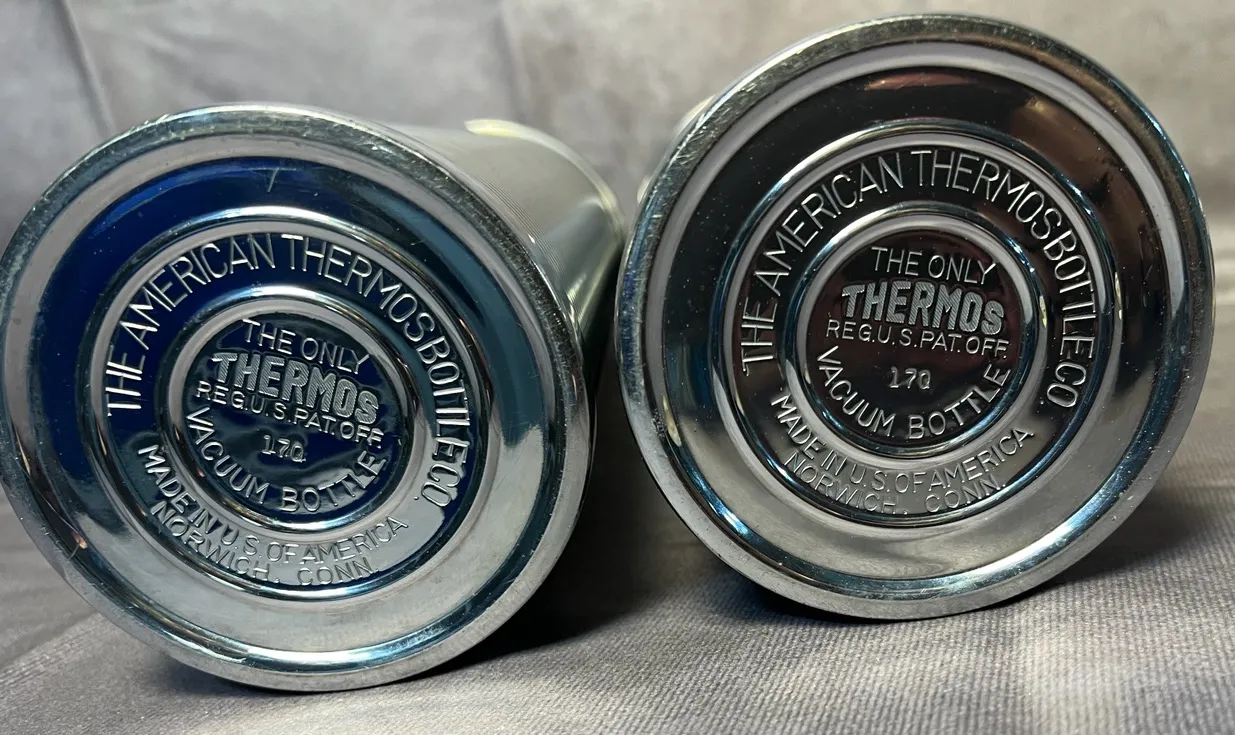 THE AMERICAN THERMOS BOTTLE CO.
THE ONLY
THERMOS
REG. U.S. PAT. OFF.
170
VACUUM BOTTLE
MADE IN U.S. OF AMERICA
NORWICH, CONN.
THE AMERICAN THERMOS BOTTLE CO.
THE ONLY
THERMOS
REG. U.S. PAT. OFF.
170
VACUUM BOTTLE
MADE IN U.S. OF AMERICA
NORWICH, CONN.